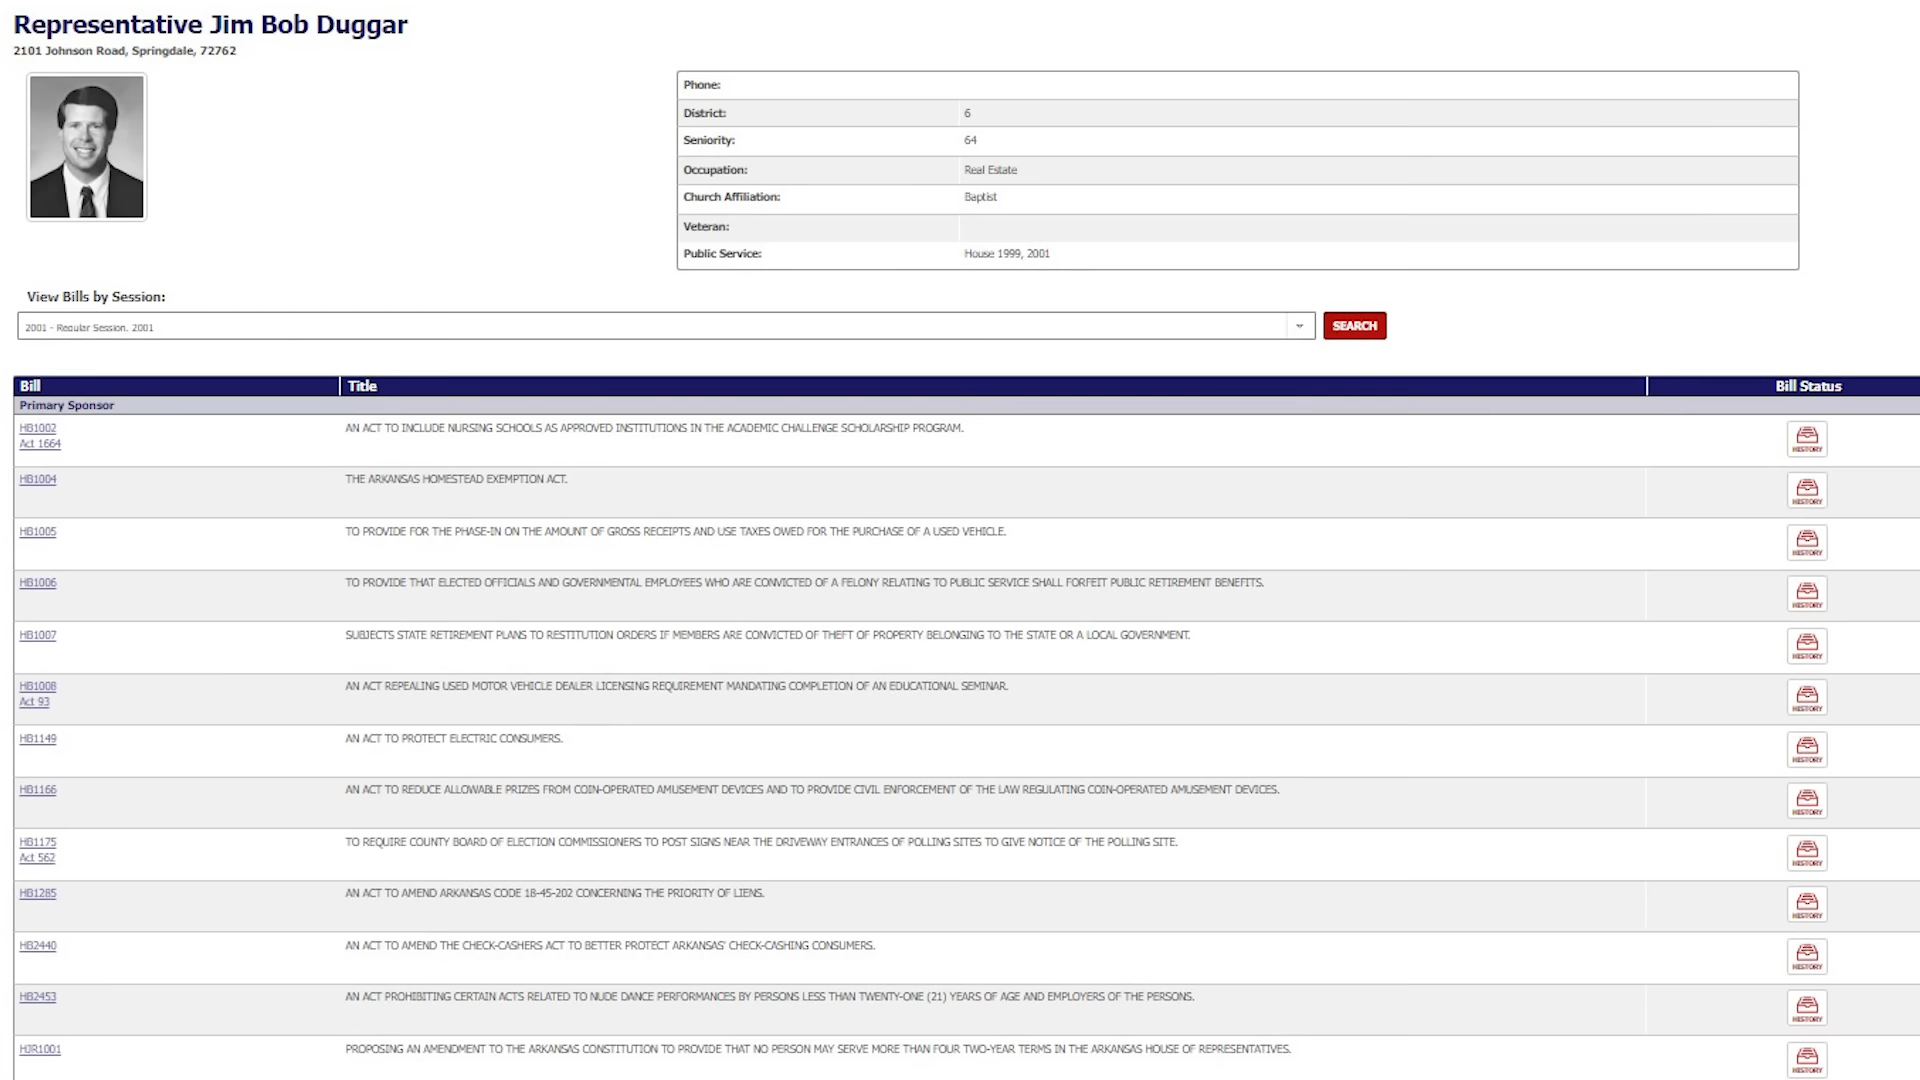 Representative Jim Bob Duggar
2101 Johnson Road, Springdale, 72762
Phone:
District: 6
Seniority: 64
Occupation: Real Estate
Church Affiliation: Baptist
Veteran:
Public Service: House 1999, 2001
View Bills by Session:
2001 - Regular Session, 2001
SEARCH
Bill Title Bill Status
Primary Sponsor
HB1002 AN ACT TO INCLUDE NURSING SCHOOLS AS APPROVED INSTITUTIONS IN THE ACADEMIC CHALLENGE SCHOLARSHIP PROGRAM.
Act 1664
HISTORY
HB1004 THE ARKANSAS HOMESTEAD EXEMPTION ACT.
HISTORY
HB1005 TO PROVIDE FOR THE PHASE-IN ON THE AMOUNT OF GROSS RECEIPTS AND USE TAXES OWED FOR THE PURCHASE OF A USED VEHICLE.
HISTORY
HB1006 TO PROVIDE THAT ELECTED OFFICIALS AND GOVERNMENTAL EMPLOYEES WHO ARE CONVICTED OF A FELONY RELATING TO PUBLIC SERVICE SHALL FORFEIT PUBLIC RETIREMENT BENEFITS.
HISTORY
HB1007 SUBJECTS STATE RETIREMENT PLANS TO RESTITUTION ORDERS IF MEMBERS ARE CONVICTED OF THEFT OF PROPERTY BELONGING TO THE STATE OR A LOCAL GOVERNMENT.
HISTORY
HB1008 AN ACT REPEALING USED MOTOR VEHICLE DEALER LICENSING REQUIREMENT MANDATING COMPLETION OF AN EDUCATIONAL SEMINAR.
Act 93
HISTORY
HB1149 AN ACT TO PROTECT ELECTRIC CONSUMERS.
HISTORY
HB1166 AN ACT TO REDUCE ALLOWABLE PRIZES FROM COIN-OPERATED AMUSEMENT DEVICES AND TO PROVIDE CIVIL ENFORCEMENT OF THE LAW REGULATING COIN-OPERATED AMUSEMENT DEVICES.
HISTORY
HB1175 TO REQUIRE COUNTY BOARD OF ELECTION COMMISSIONERS TO POST SIGNS NEAR THE DRIVEWAY ENTRANCES OF POLLING SITES TO GIVE NOTICE OF THE POLLING SITE.
Act 562
HISTORY
HB1285 AN ACT TO AMEND ARKANSAS CODE 18-45-202 CONCERNING THE PRIORITY OF LIENS.
HISTORY
HB2440 AN ACT TO AMEND THE CHECK-CASHERS ACT TO BETTER PROTECT ARKANSAS' CHECK-CASHING CONSUMERS.
HISTORY
HB2453 AN ACT PROHIBITING CERTAIN ACTS RELATED TO NUDE DANCE PERFORMANCES BY PERSONS LESS THAN TWENTY-ONE (21) YEARS OF AGE AND EMPLOYERS OF THE PERSONS.
HISTORY
HJR1001 PROPOSING AN AMENDMENT TO THE ARKANSAS CONSTITUTION TO PROVIDE THAT NO PERSON MAY SERVE MORE THAN FOUR TWO-YEAR TERMS IN THE ARKANSAS HOUSE OF REPRESENTATIVES.
HISTORY